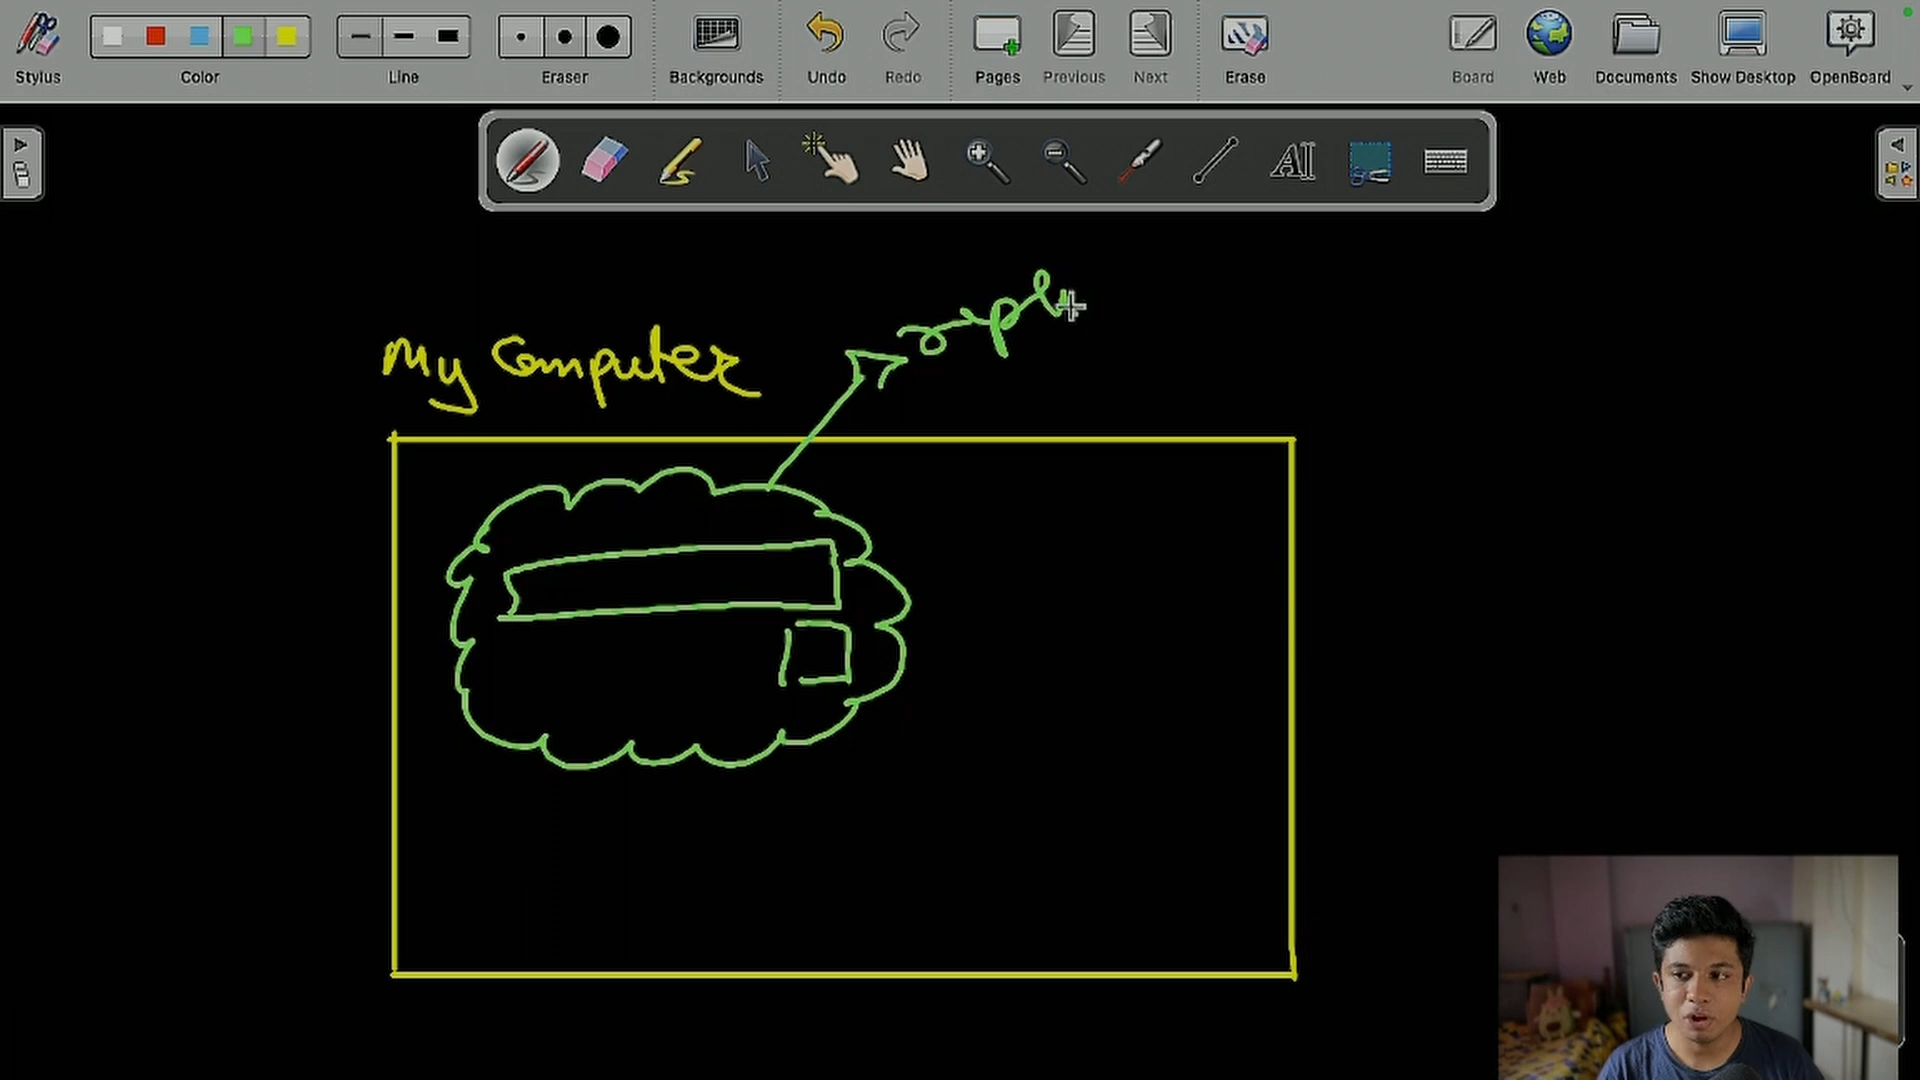 Stylus
Color
Line
Eraser
Backgrounds
Undo
Redo
Pages
Previous
Next
Erase
Board
Web
Documents
Show Desktop
OpenBoard
AI
My Computer